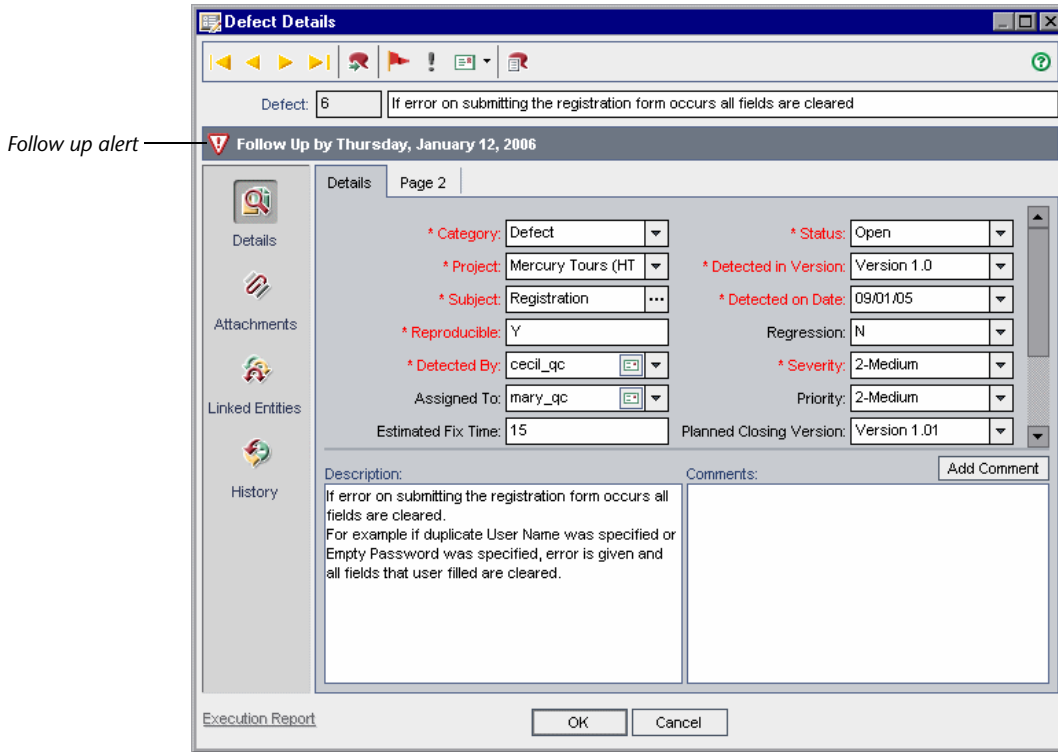 Defect Details
Defect: 6 If error on submitting the registration form occurs all fields are cleared
Follow up alert
Follow Up by Thursday, January 12, 2006
Details
Attachments
Linked Entities
History
Details Page 2
* Category: Defect * Status: Open
* Project: Mercury Tours (HT * Detected in Version: Version 1.0
* Subject: Registration ... * Detected on Date: 09/01/05
* Reproducible: Y Regression: N
* Detected By: cecil_qc * Severity: 2-Medium
Assigned To: mary_qc Priority: 2-Medium
Estimated Fix Time: 15 Planned Closing Version: Version 1.01
Description:
If error on submitting the registration form occurs all
fields are cleared.
For example if duplicate User Name was specified or
Empty Password was specified, error is given and
all fields that user filled are cleared.
Comments: Add Comment
Execution Report OK Cancel